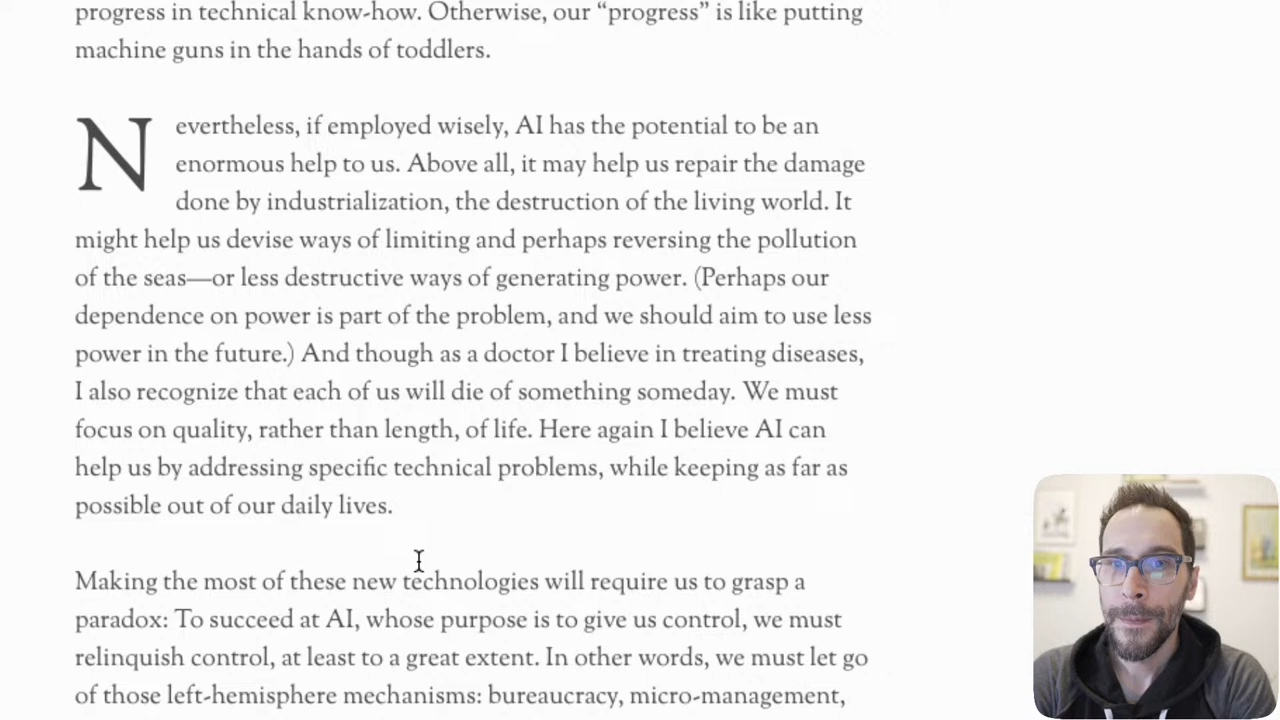 progress in technical know-how. Otherwise, our “progress” is like putting
machine guns in the hands of toddlers.
Nevertheless, if employed wisely, AI has the potential to be an
enormous help to us. Above all, it may help us repair the damage
done by industrialization, the destruction of the living world. It
might help us devise ways of limiting and perhaps reversing the pollution
of the seas—or less destructive ways of generating power. (Perhaps our
dependence on power is part of the problem, and we should aim to use less
power in the future.) And though as a doctor I believe in treating diseases,
I also recognize that each of us will die of something someday. We must
focus on quality, rather than length, of life. Here again I believe AI can
help us by addressing specific technical problems, while keeping as far as
possible out of our daily lives.
Making the most of these new technologies will require us to grasp a
paradox: To succeed at AI, whose purpose is to give us control, we must
relinquish control, at least to a great extent. In other words, we must let go
of those left-hemisphere mechanisms: bureaucracy, micro-management,